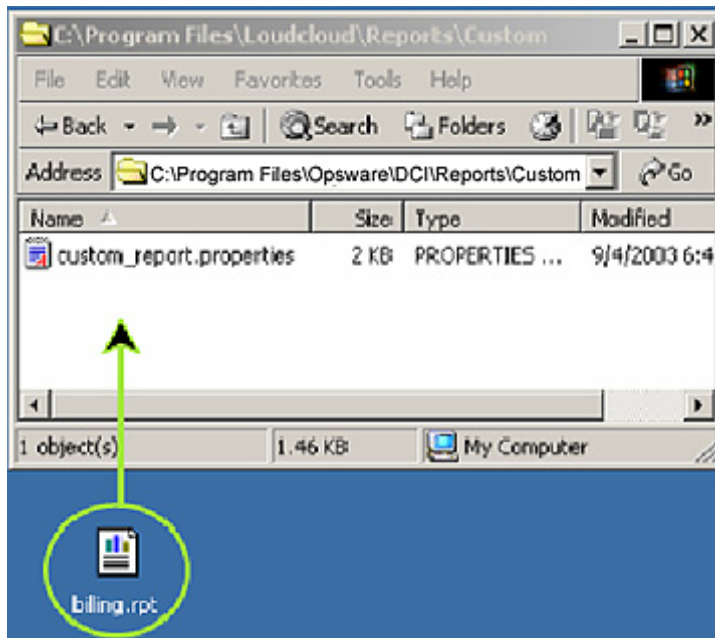 C:\Program Files\Loudcloud\Reports\Custom
File Edit View Favorites Tools Help
Back Search Folders »
Address C:\Program Files\Opsware\DCI\Reports\Custom Go
Name Size Type Modified
custom_report.properties 2 KB PROPERTIES ... 9/4/2003 6:4
1 object(s) 1.46 KB My Computer
billing.rpt